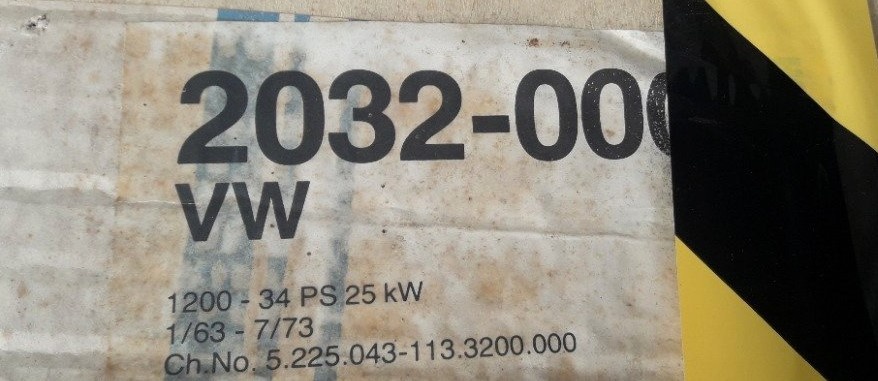 2032-000
VW
1200 - 34 PS 25 kW
1/63 - 7/73
Ch.No. 5.225.043-113.3200.000